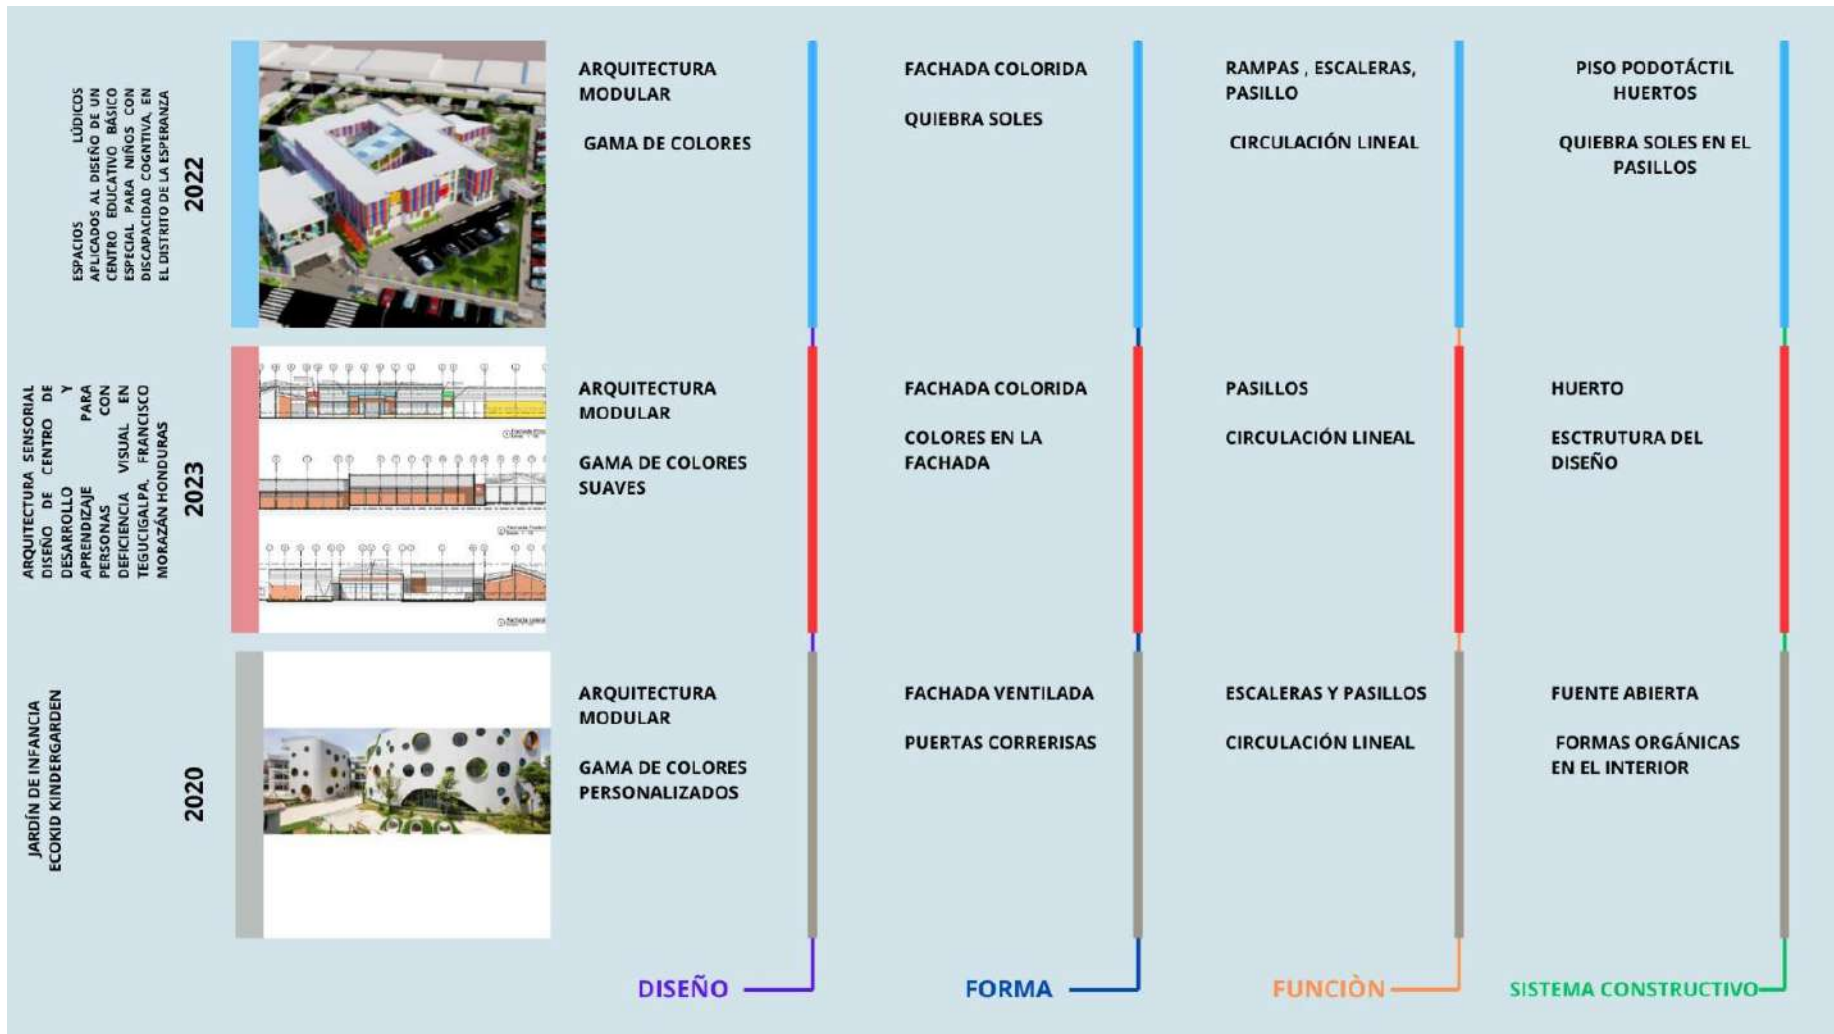 ESPACIOS LÚDICOS
APLICADOS AL DISEÑO DE UN
CENTRO EDUCATIVO BÁSICO
ESPECIAL PARA NIÑOS CON
DISCAPACIDAD COGNTIVA, EN
EL DISTRITO DE LA ESPERANZA
2022
ARQUITECTURA
MODULAR
GAMA DE COLORES
FACHADA COLORIDA
QUIEBRA SOLES
RAMPAS , ESCALERAS,
PASILLO
CIRCULACIÓN LINEAL
PISO PODOTÁCTIL
HUERTOS
QUIEBRA SOLES EN EL
PASILLOS
ARQUITECTURA SENSORIAL
DISEÑO DE CENTRO DE
DESARROLLO Y
APRENDIZAJE PARA
PERSONAS CON
DEFICIENCIA VISUAL EN
TEGUCIGALPA, FRANCISCO
MORAZÁN HONDURAS
2023
ARQUITECTURA
MODULAR
GAMA DE COLORES
SUAVES
FACHADA COLORIDA
COLORES EN LA
FACHADA
PASILLOS
CIRCULACIÓN LINEAL
HUERTO
ESCTRUTURA DEL
DISEÑO
JARDÍN DE INFANCIA
ECOKID KINDERGARDEN
2020
ARQUITECTURA
MODULAR
GAMA DE COLORES
PERSONALIZADOS
FACHADA VENTILADA
PUERTAS CORRERISAS
ESCALERAS Y PASILLOS
CIRCULACIÓN LINEAL
FUENTE ABIERTA
FORMAS ORGÁNICAS
EN EL INTERIOR
DISEÑO
FORMA
FUNCIÒN
SISTEMA CONSTRUCTIVO